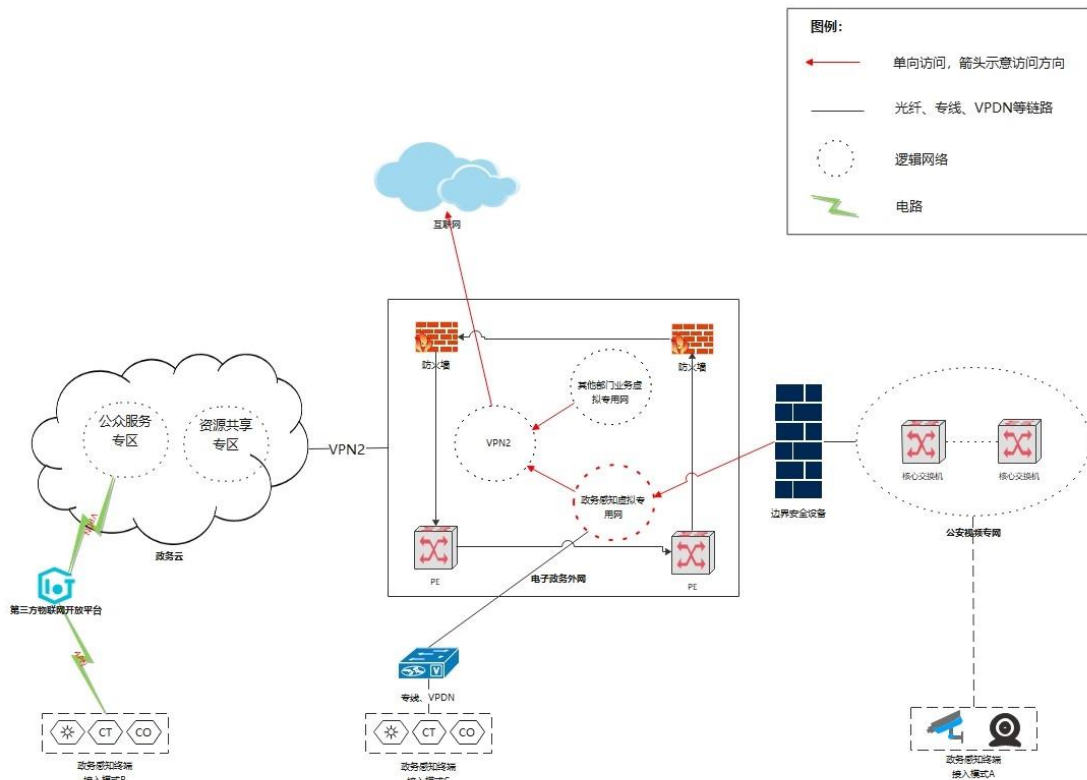 图例：
单向访问，箭头示意访问方向
光纤、专线、VPDN等链路
逻辑网络
电路
互联网
防火墙
防火墙
其他部门业务虚
拟专用网
公众服务
专区
资源共享
专区
VPN2
VPN2
政务感知虚拟专
用网
核心交换机
核心交换机
边界安全设备
公安视频专网
政务云
PE
PE
电子政务外网
IoT
第三方物联网开放平台
V
专线、VPDN
CT
CO
CT
CO
政务感知终端
政务感知终端
政务感知终端
接入模式A